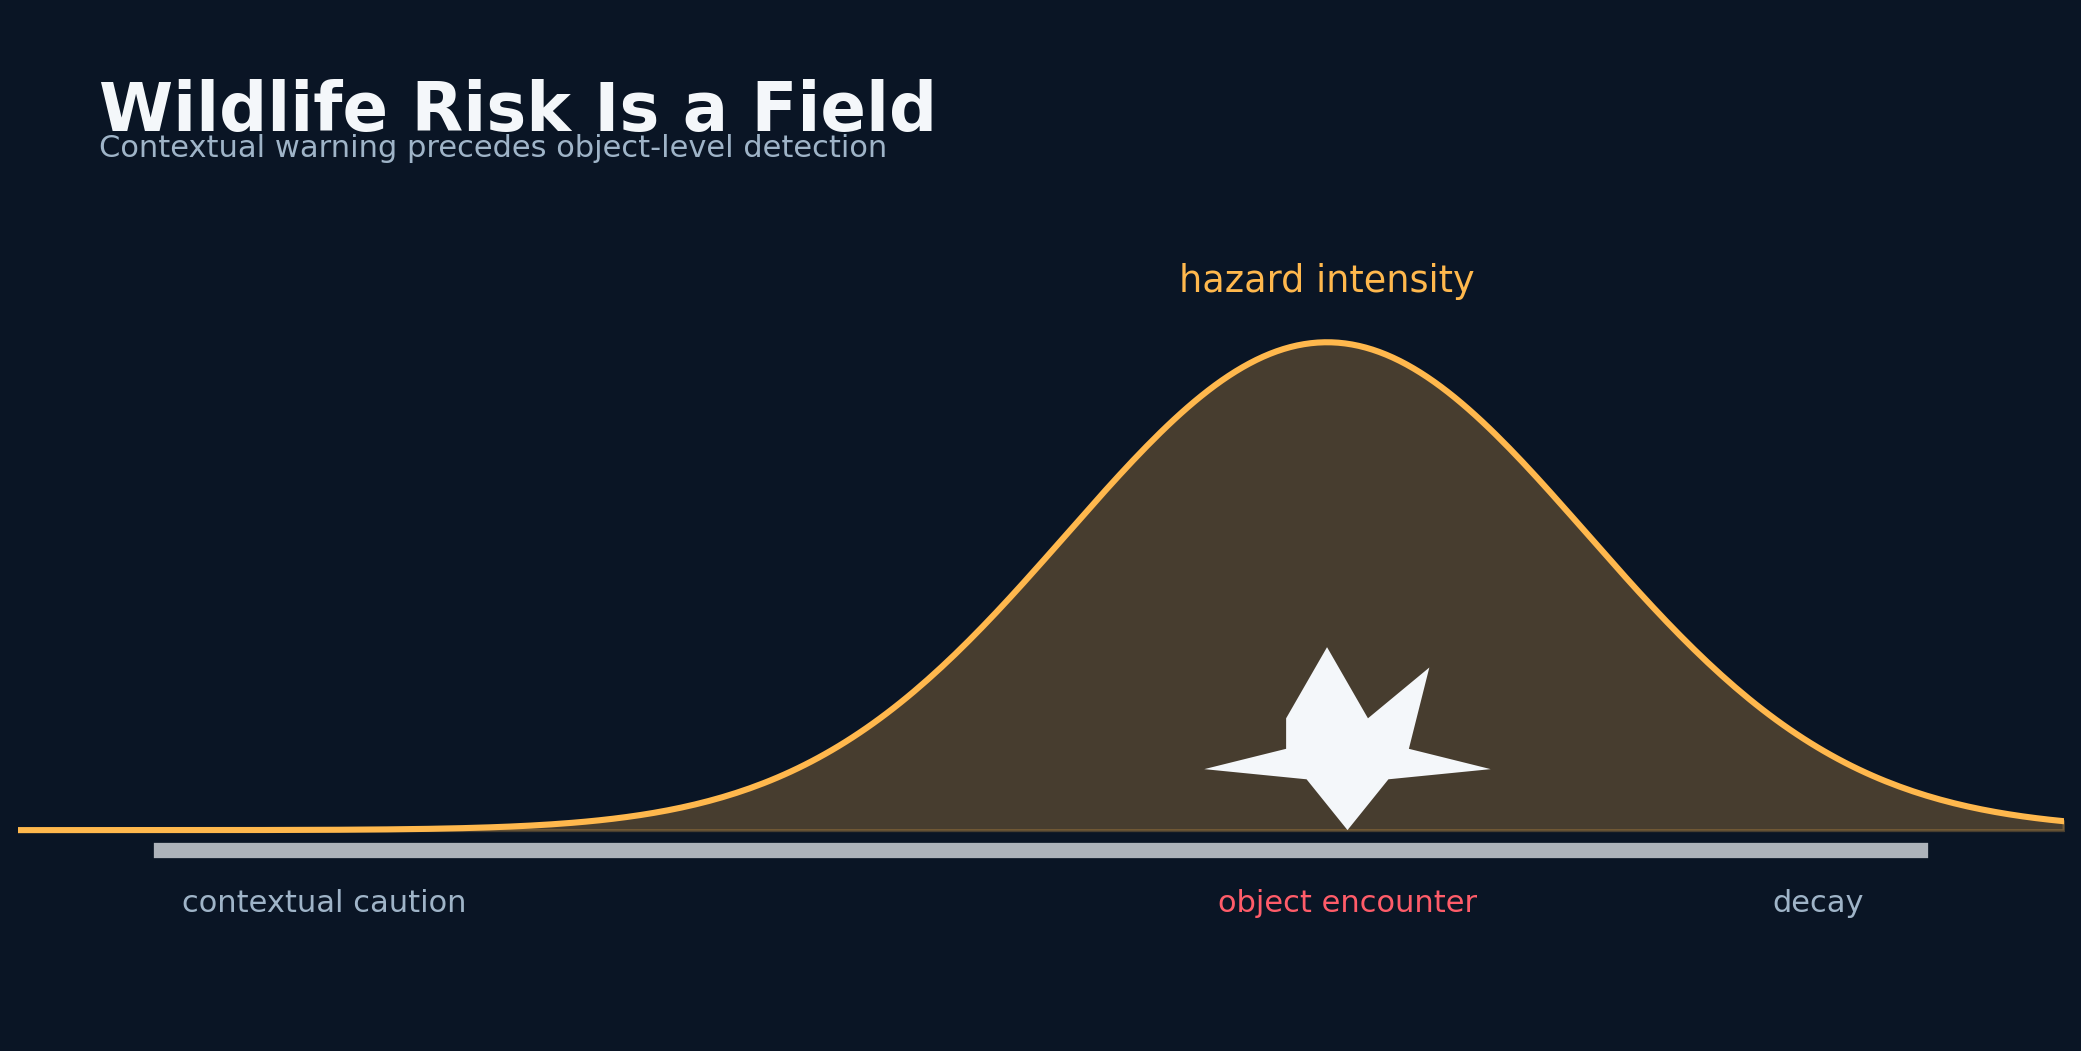 Wildlife Risk Is a Field
Contextual warning precedes object-level detection
hazard intensity
contextual caution
object encounter
decay